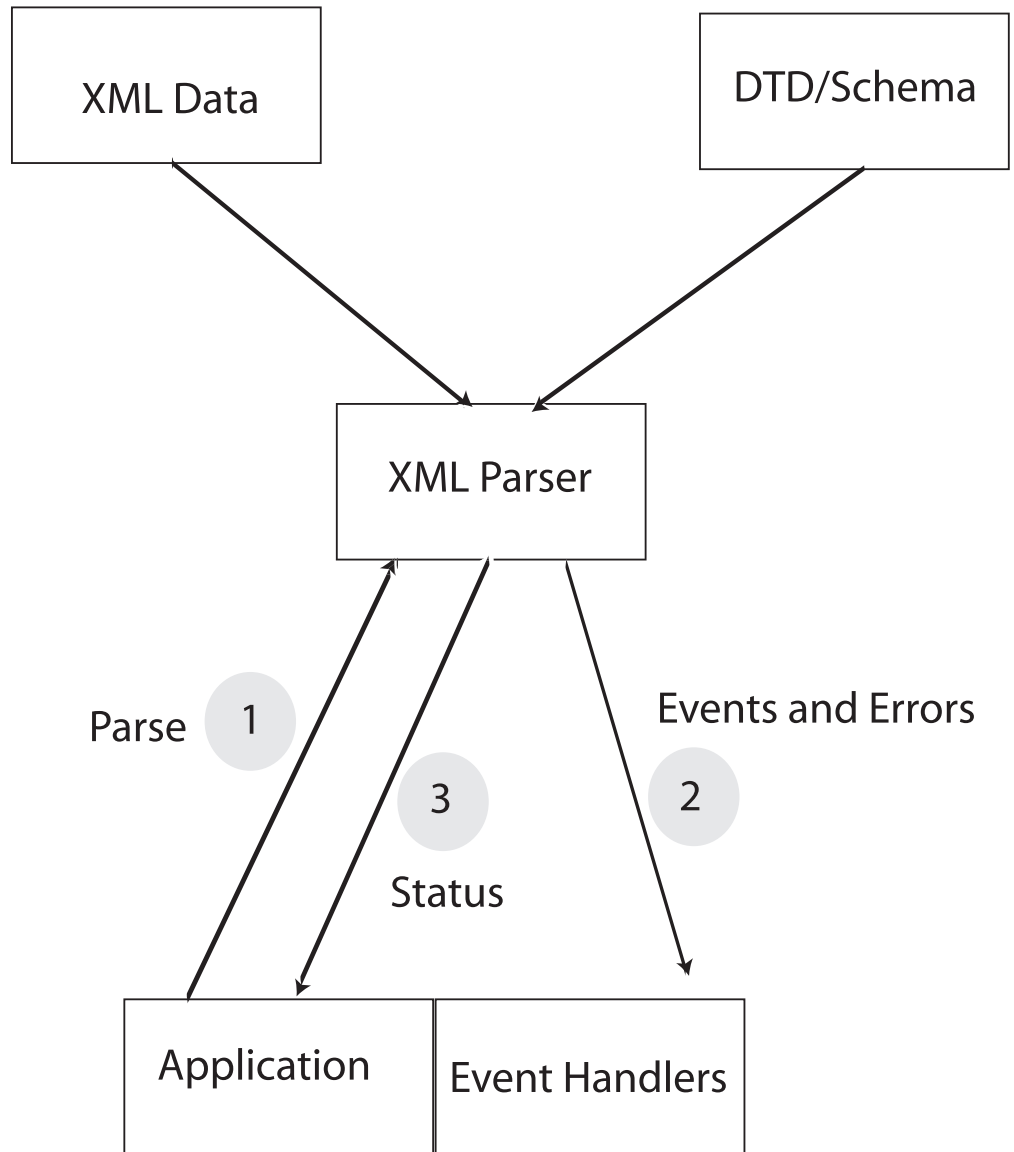 XML Data
DTD/Schema
XML Parser
Parse
1
Events and Errors
3
2
Status
Application
Event Handlers